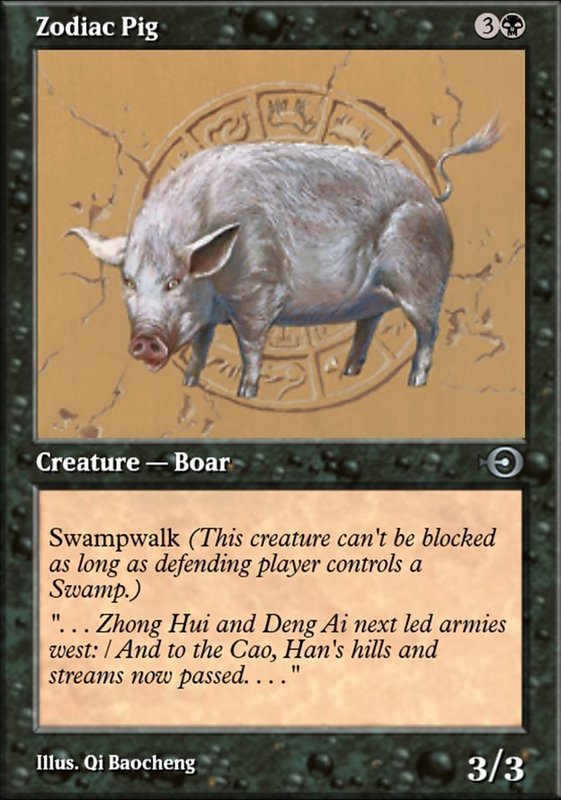 Zodiac Pig 3
Creature — Boar
Swampwalk (This creature can't be blocked
as long as defending player controls a
Swamp.)
". . . Zhong Hui and Deng Ai next led armies
west: / And to the Cao, Han's hills and
streams now passed. . . ."
Illus. Qi Baocheng
3/3